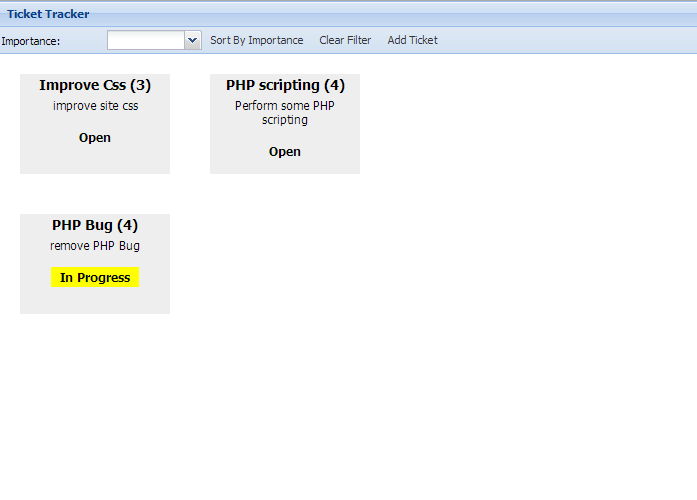 Ticket Tracker
Importance: Sort By Importance Clear Filter Add Ticket
Improve Css (3)
improve site css
Open
PHP scripting (4)
Perform some PHP
scripting
Open
PHP Bug (4)
remove PHP Bug
In Progress